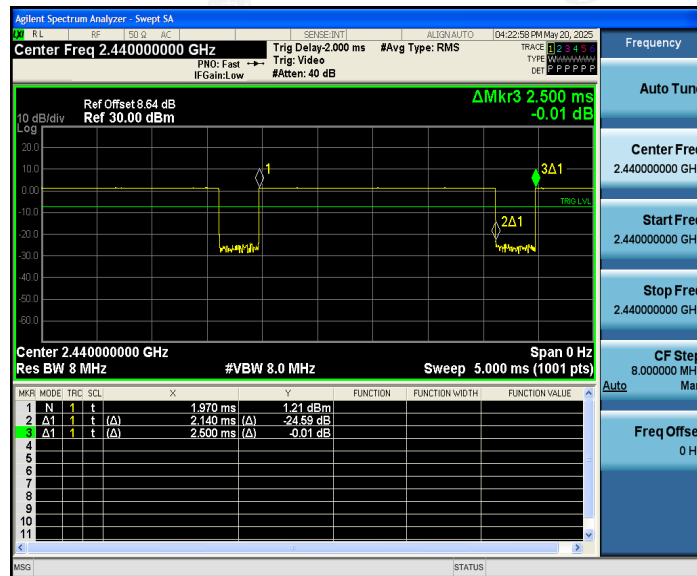 Agilent Spectrum Analyzer - Swept SA
LXI RL RF 50 Ω AC SENSE:INT ALIGN AUTO 04:22:58 PM May 20, 2025
Center Freq 2.440000000 GHz
PNO: Fast
IFGain:Low
Trig Delay-2.000 ms
Trig: Video
#Atten: 40 dB
#Avg Type: RMS
TRACE 1 2 3 4 5 6
TYPE WWWWWW
DET P P P P P P
Frequency
Auto Tune
Center Freq
2.440000000 GH
Start Freq
2.440000000 GH
Stop Freq
2.440000000 GH
CF Step
8.000000 MH
Auto Man
Freq Offse
0 H
ΔMkr3 2.500 ms
-0.01 dB
Ref Offset 8.64 dB
10 dB/div Ref 30.00 dBm
Log
20.0
10.0
0.00
-10.0
-20.0
-30.0
-40.0
-50.0
-60.0
1
2Δ1
3Δ1
TRIG LVL
Center 2.440000000 GHz Span 0 Hz
Res BW 8 MHz #VBW 8.0 MHz Sweep 5.000 ms (1001 pts)
MKR MODE TRC SCL X Y FUNCTION FUNCTION WIDTH FUNCTION VALUE
1 N 1 t 1.970 ms 1.21 dBm
2 Δ1 1 t (Δ) 2.140 ms (Δ) -24.59 dB
3 Δ1 1 t (Δ) 2.500 ms (Δ) -0.01 dB
4
5
6
7
8
9
10
11
MSG STATUS